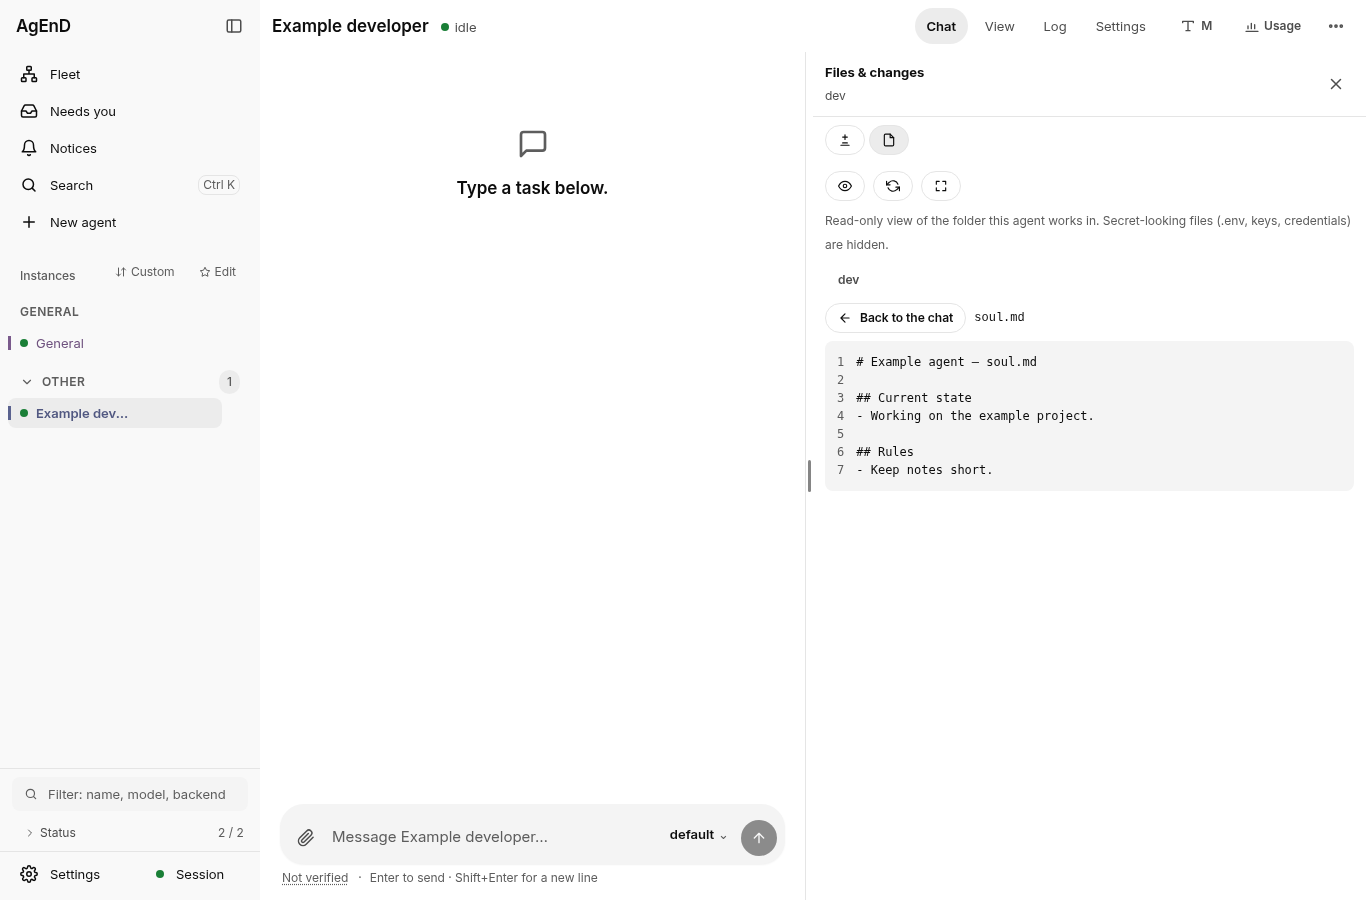 AgEnD
Fleet
Needs you
Notices
Search Ctrl K
New agent
Instances Custom Edit
GENERAL
General
OTHER 1
Example dev...
Filter: name, model, backend
Status 2 / 2
Settings Session
Example developer idle
Chat View Log Settings T M Usage
Type a task below.
Message Example developer... default
Not verified · Enter to send · Shift+Enter for a new line
Files & changes
dev
Read-only view of the folder this agent works in. Secret-looking files (.env, keys, credentials)
are hidden.
dev
Back to the chat soul.md
1 # Example agent — soul.md
2
3 ## Current state
4 - Working on the example project.
5
6 ## Rules
7 - Keep notes short.